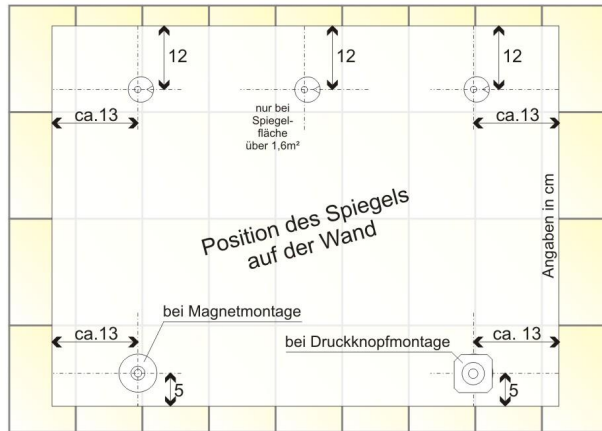 12
12
12
ca.13
nur bei
Spiegel-
fläche
über 1,6m²
ca.13
Position des Spiegels
auf der Wand
Angaben in cm
bei Magnetmontage
ca.13
bei Druckknopfmontage
ca. 13
5
5